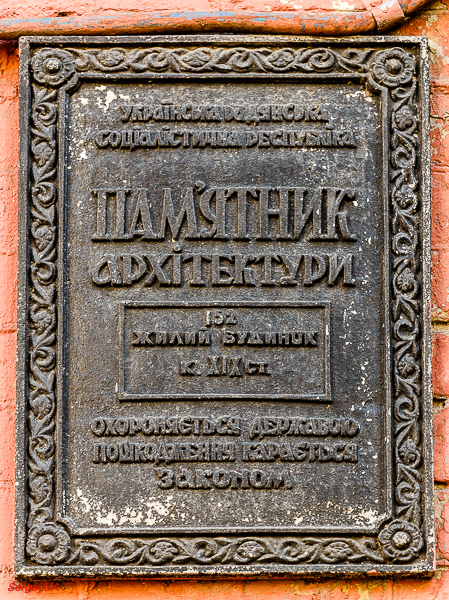 УКРАЇНСЬКА РАДЯНСЬКА
СОЦІАЛІСТИЧНА РЕСПУБЛІКА
ПАМ'ЯТНИК
АРХІТЕКТУРИ
152
ЖИЛИЙ БУДИНОК
К. XIX СТ.
ОХОРОНЯЄТЬСЯ ДЕРЖАВОЮ
ПОШКОДЖЕННЯ КАРАЄТЬСЯ
ЗАКОНОМ.